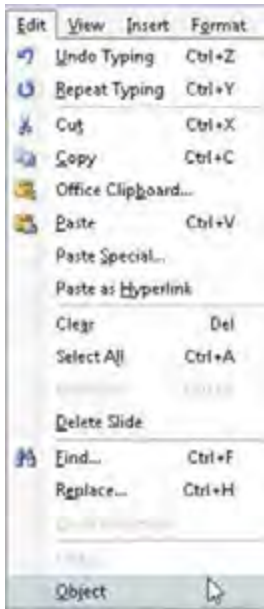 Edit View Insert Format
Undo Typing Ctrl+Z
Repeat Typing Ctrl+Y
Cut Ctrl+X
Copy Ctrl+C
Office Clipboard...
Paste Ctrl+V
Paste Special...
Paste as Hyperlink
Clear Del
Select All Ctrl+A
Delete Slide
Find... Ctrl+F
Replace... Ctrl+H
Object